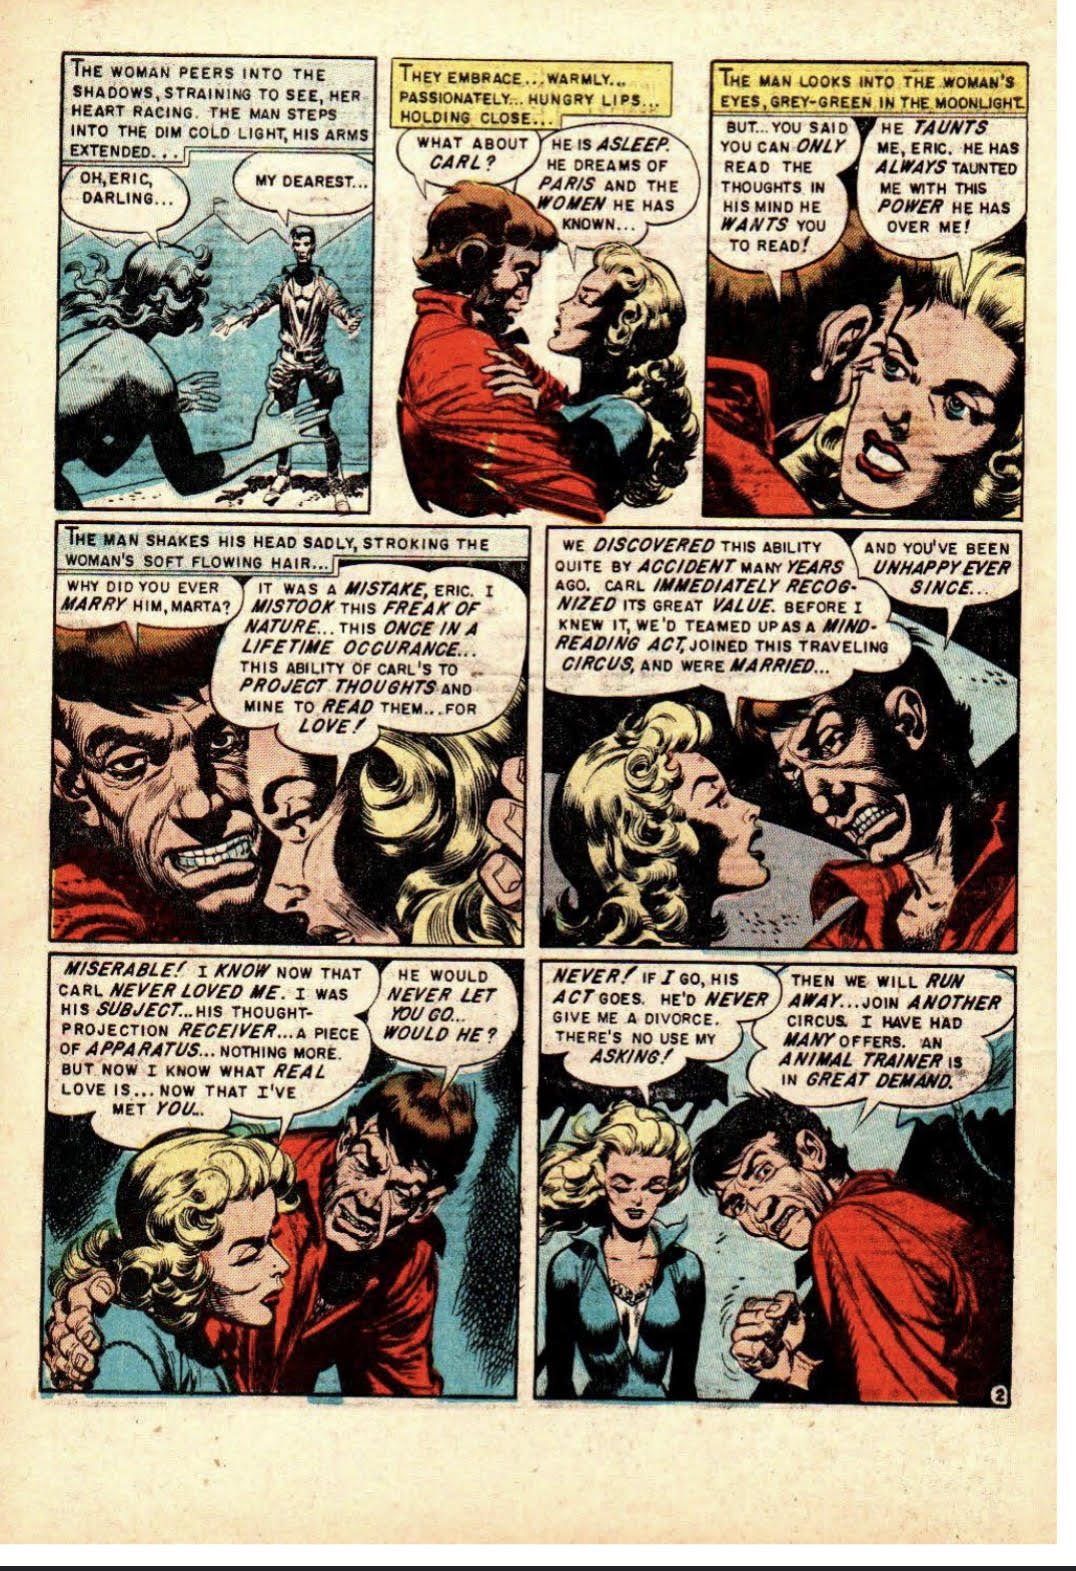 THE WOMAN PEERS INTO THE
SHADOWS, STRAINING TO SEE, HER
HEART RACING. THE MAN STEPS
INTO THE DIM COLD LIGHT, HIS ARMS
EXTENDED...
OH, ERIC,
DARLING...
MY DEAREST...
THEY EMBRACE... WARMLY...
PASSIONATELY... HUNGRY LIPS...
HOLDING CLOSE...
WHAT ABOUT
CARL?
HE IS ASLEEP.
HE DREAMS OF
PARIS AND THE
WOMEN HE HAS
KNOWN...
THE MAN LOOKS INTO THE WOMAN'S
EYES, GREY-GREEN IN THE MOONLIGHT.
BUT... YOU SAID
YOU CAN ONLY
READ THE
THOUGHTS IN
HIS MIND HE
WANTS YOU
TO READ!
HE TAUNTS
ME, ERIC. HE HAS
ALWAYS TAUNTED
ME WITH THIS
POWER HE HAS
OVER ME!
THE MAN SHAKES HIS HEAD SADLY, STROKING THE
WOMAN'S SOFT FLOWING HAIR...
WHY DID YOU EVER
MARRY HIM, MARTA?
IT WAS A MISTAKE, ERIC. I
MISTOOK THIS FREAK OF
NATURE... THIS ONCE IN A
LIFETIME OCCURANCE...
THIS ABILITY OF CARL'S TO
PROJECT THOUGHTS AND
MINE TO READ THEM... FOR
LOVE!
WE DISCOVERED THIS ABILITY
QUITE BY ACCIDENT MANY YEARS
AGO. CARL IMMEDIATELY RECOG-
NIZED ITS GREAT VALUE. BEFORE I
KNEW IT, WE'D TEAMED UP AS A MIND-
READING ACT, JOINED THIS TRAVELING
CIRCUS, AND WERE MARRIED...
AND YOU'VE BEEN
UNHAPPY EVER
SINCE...
MISERABLE! I KNOW NOW THAT
CARL NEVER LOVED ME. I WAS
HIS SUBJECT... HIS THOUGHT-
PROJECTION RECEIVER... A PIECE
OF APPARATUS... NOTHING MORE.
BUT NOW I KNOW WHAT REAL
LOVE IS... NOW THAT I'VE
MET YOU...
HE WOULD
NEVER LET
YOU GO...
WOULD HE?
NEVER! IF I GO, HIS
ACT GOES. HE'D NEVER
GIVE ME A DIVORCE.
THERE'S NO USE MY
ASKING!
THEN WE WILL RUN
AWAY... JOIN ANOTHER
CIRCUS. I HAVE HAD
MANY OFFERS. AN
ANIMAL TRAINER IS
IN GREAT DEMAND.
2